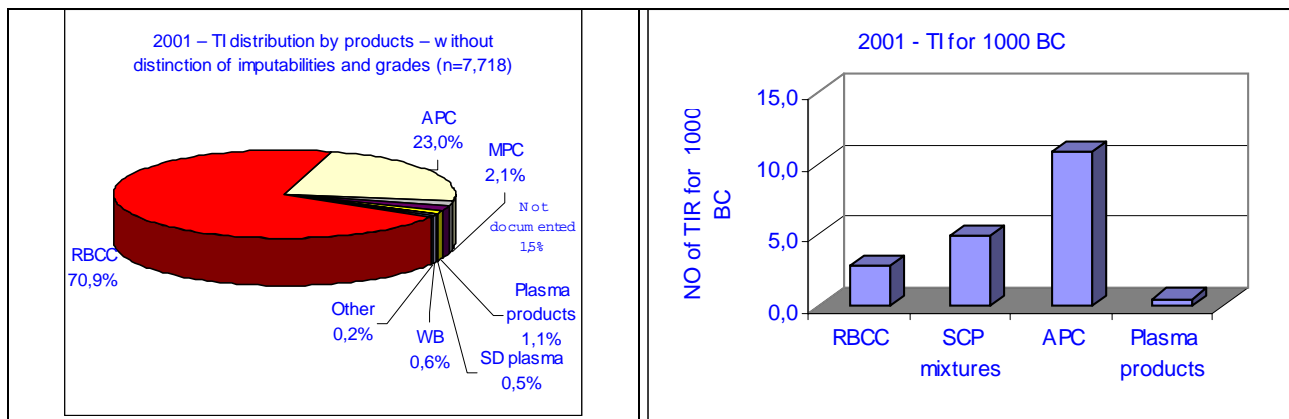 2001 – TI distribution by products – without
distinction of imputabilities and grades (n=7,718)
APC
23,0%
MPC
2,1%
Not
documented
1,5%
RBCC
70,9%
Other
0,2%
WB
0,6%
SD plasma
0,5%
Plasma
products
1,1%
2001 - TI for 1000 BC
NO of TIR for 1000
BC
15,0
10,0
5,0
0,0
RBCC
SCP
mixtures
APC
Plasma
products